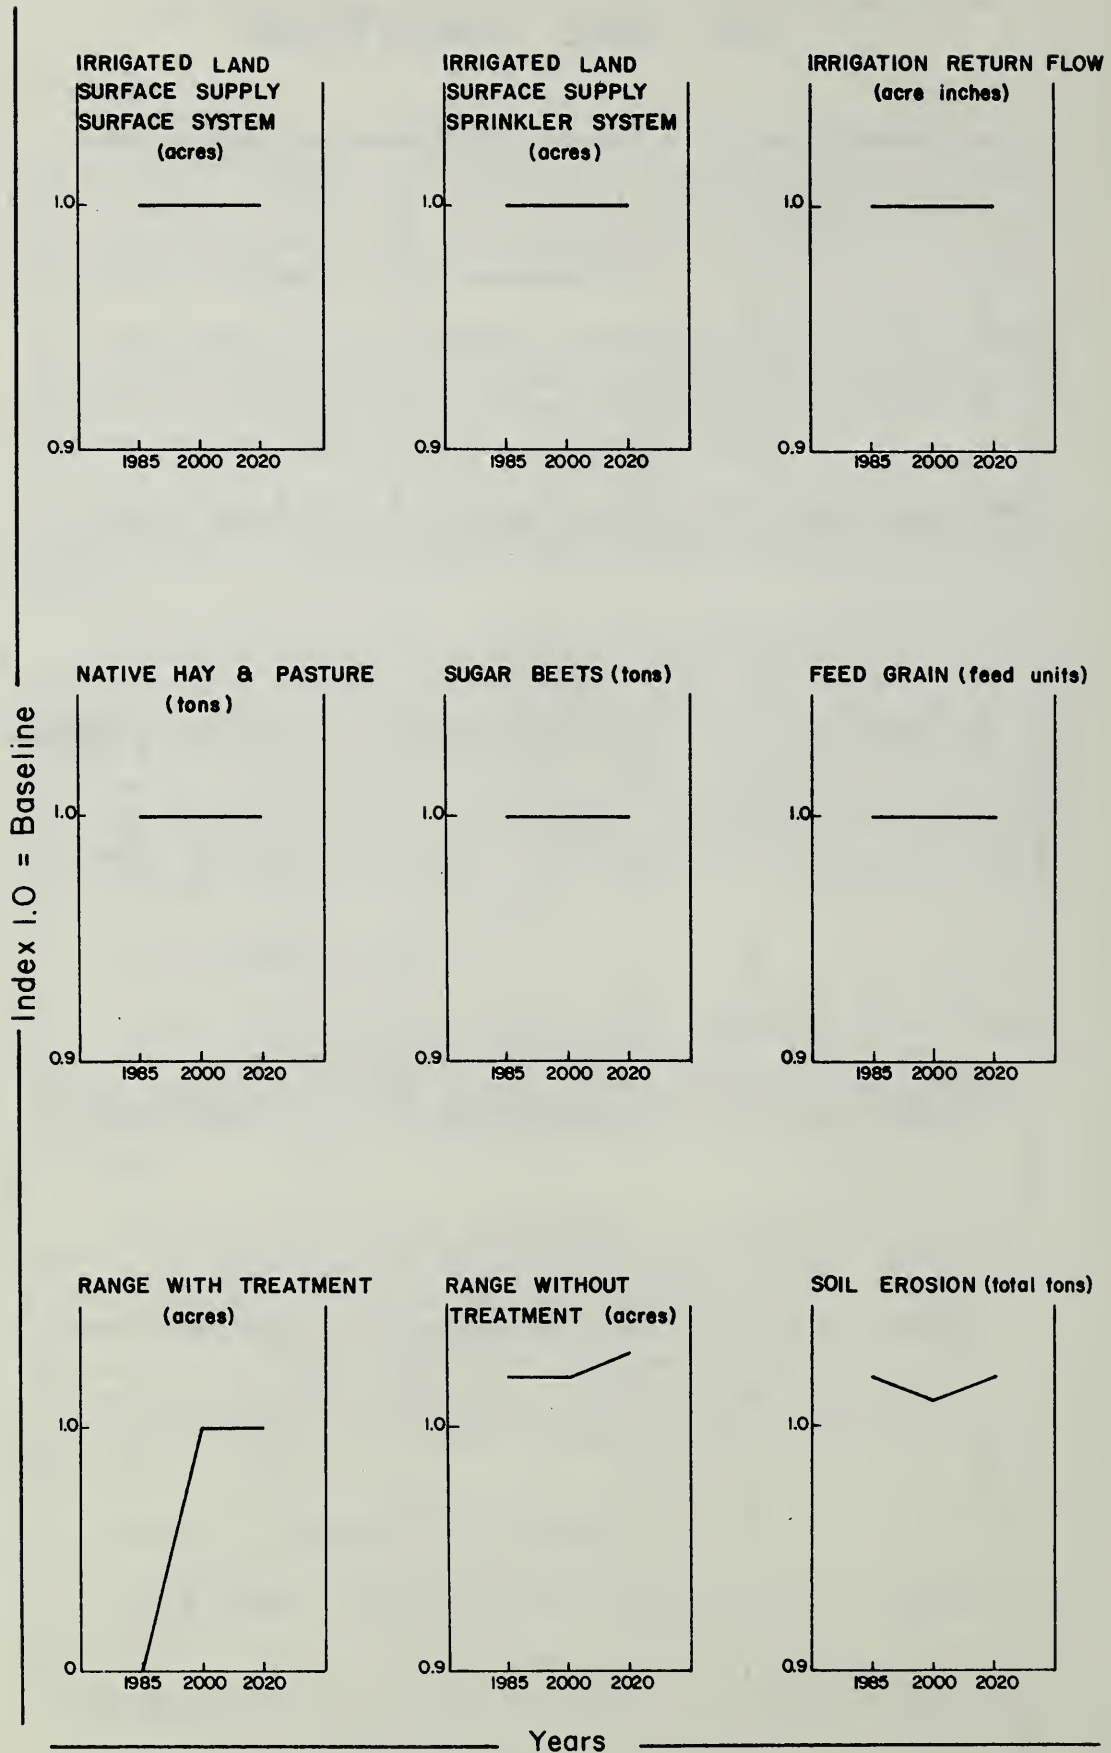 IRRIGATED LAND
SURFACE SUPPLY
SURFACE SYSTEM
(acres)
1.0
0.9
1985 2000 2020
IRRIGATED LAND
SURFACE SUPPLY
SPRINKLER SYSTEM
(acres)
1.0
0.9
1985 2000 2020
IRRIGATION RETURN FLOW
(acre inches)
1.0
0.9
1985 2000 2020
NATIVE HAY & PASTURE
(tons)
1.0
0.9
1985 2000 2020
SUGAR BEETS (tons)
1.0
0.9
1985 2000 2020
FEED GRAIN (feed units)
1.0
0.9
1985 2000 2020
RANGE WITH TREATMENT
(acres)
1.0
0
1985 2000 2020
RANGE WITHOUT
TREATMENT (acres)
1.0
0.9
1985 2000 2020
SOIL EROSION (total tons)
1.0
0.9
1985 2000 2020
Index 1.0 = Baseline
Years